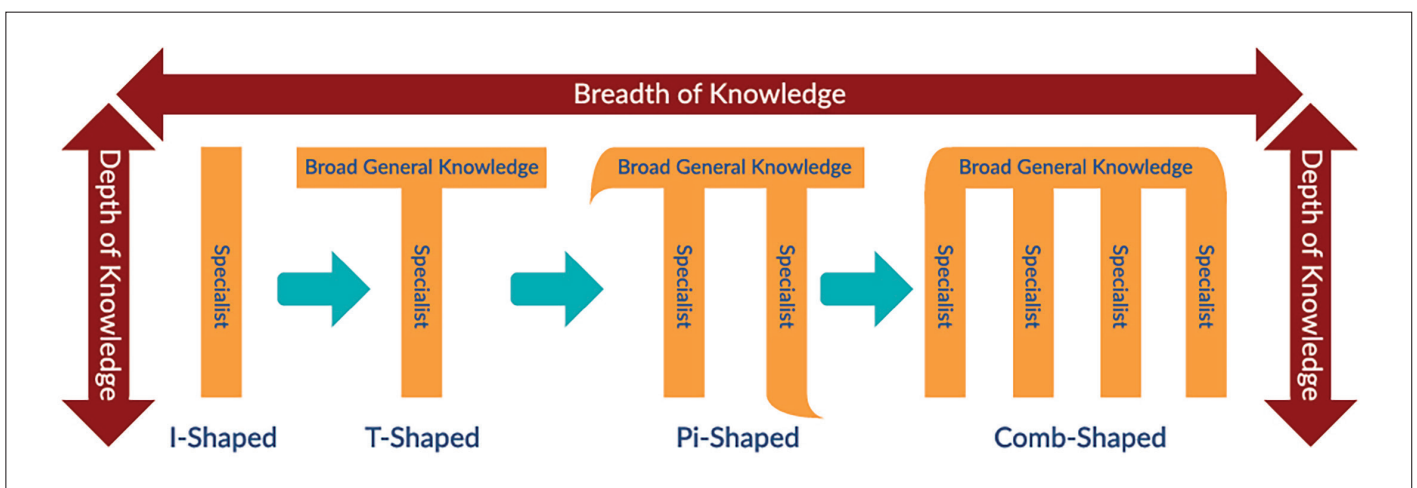 Breadth of Knowledge
Depth of Knowledge
Specialist
Broad General Knowledge
Specialist
Broad General Knowledge
Specialist
Specialist
Broad General Knowledge
Specialist
Specialist
Specialist
Specialist
Depth of Knowledge
I-Shaped
T-Shaped
Pi-Shaped
Comb-Shaped